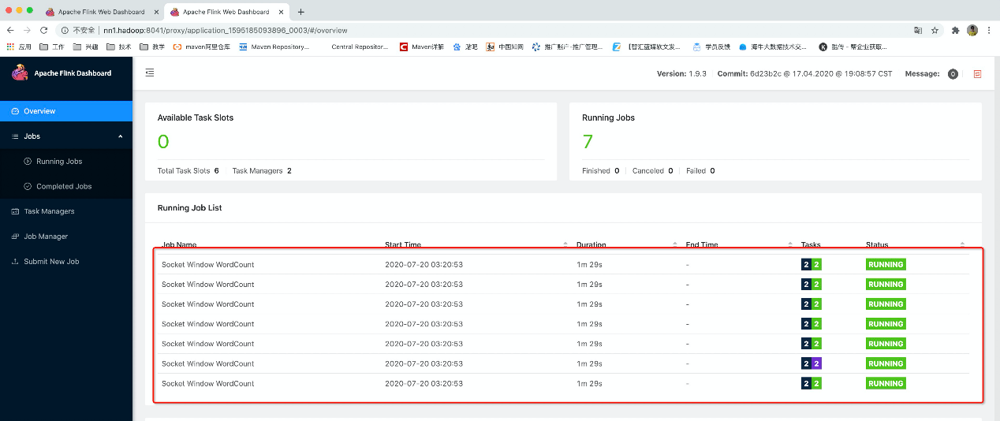 Apache Flink Web Dashboard
Apache Flink Web Dashboard
不安全 nn1.hadoop:8041/proxy/application_1595185093896_0003/#/overview
应用 工作 兴趣 技术 教学 maven阿里仓库 Maven Repository... Central Repositor... Maven详解 贴吧 中国知网 推广账户-推广管理... 【智汇蓝媒软文发... 学员反馈 海牛大数据技术交... 酷传 - 帮企业获取...
Apache Flink Dashboard
Version: 1.9.3 Commit: 6d23b2c @ 17.04.2020 @ 19:08:57 CST Message: 0
Overview
Jobs
Running Jobs
Completed Jobs
Task Managers
Job Manager
Submit New Job
Available Task Slots
0
Total Task Slots 6 Task Managers 2
Running Jobs
7
Finished 0 Canceled 0 Failed 0
Running Job List
Job Name Start Time Duration End Time Tasks Status
Socket Window WordCount 2020-07-20 03:20:53 1m 29s - 2 2 RUNNING
Socket Window WordCount 2020-07-20 03:20:53 1m 29s - 2 2 RUNNING
Socket Window WordCount 2020-07-20 03:20:53 1m 29s - 2 2 RUNNING
Socket Window WordCount 2020-07-20 03:20:53 1m 29s - 2 2 RUNNING
Socket Window WordCount 2020-07-20 03:20:53 1m 29s - 2 2 RUNNING
Socket Window WordCount 2020-07-20 03:20:53 1m 29s - 2 2 RUNNING
Socket Window WordCount 2020-07-20 03:20:53 1m 29s - 2 2 RUNNING